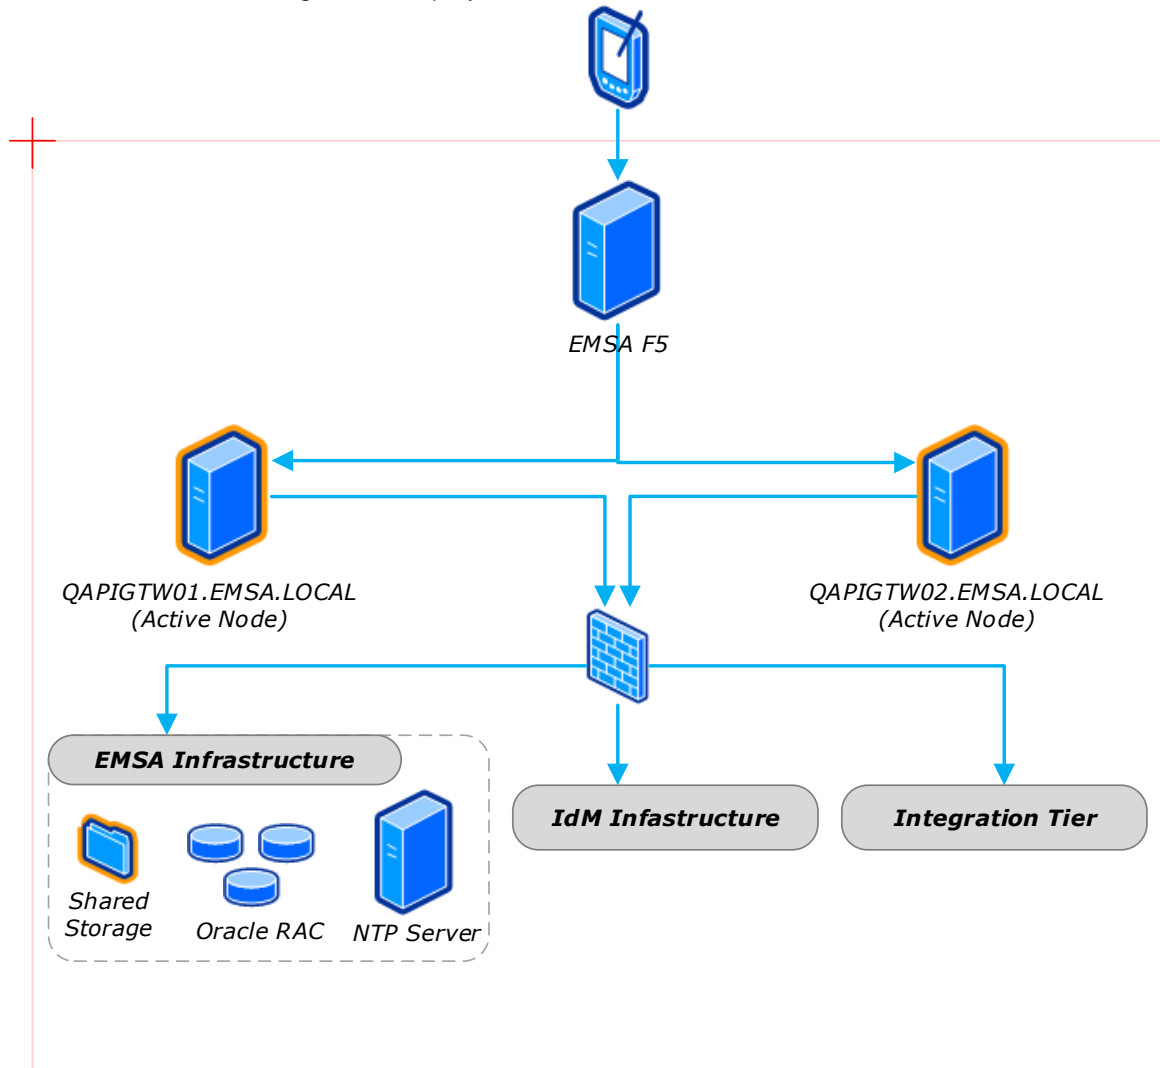 EMSA F5
QAPIGTW01.EMSA.LOCAL
(Active Node)
QAPIGTW02.EMSA.LOCAL
(Active Node)
EMSA Infrastructure
IdM Infastructure
Integration Tier
Shared
Storage
Oracle RAC
NTP Server